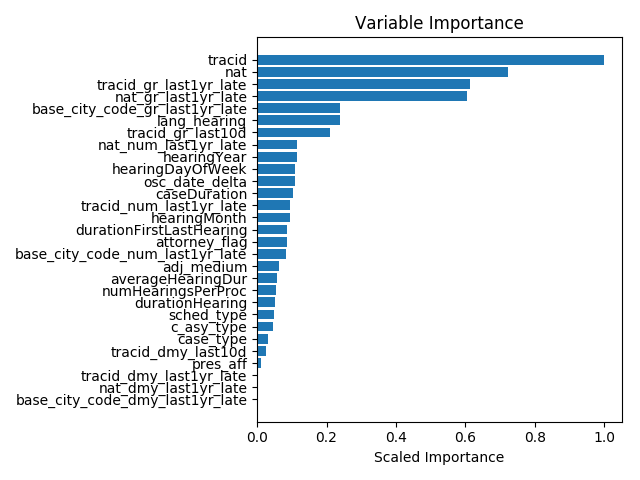 Variable Importance
tracid
nat
tracid_gr_last1yr_late
nat_gr_last1yr_late
base_city_code_gr_last1yr_late
lang_hearing
tracid_gr_last10d
nat_num_last1yr_late
hearingYear
hearingDayOfWeek
osc_date_delta
caseDuration
tracid_num_last1yr_late
hearingMonth
durationFirstLastHearing
attorney_flag
base_city_code_num_last1yr_late
adj_medium
averageHearingDur
numHearingsPerProc
durationHearing
sched_type
c_asy_type
case_type
tracid_dmy_last10d
pres_aff
tracid_dmy_last1yr_late
nat_dmy_last1yr_late
base_city_code_dmy_last1yr_late
0.0 0.2 0.4 0.6 0.8 1.0
Scaled Importance